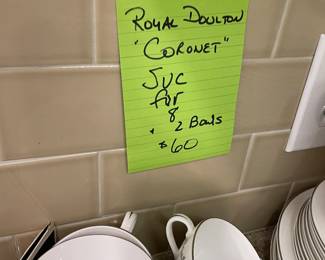 ROYAL DOULTON
"CORONET"
SVC
for
8
+ 2 Bowls
$60